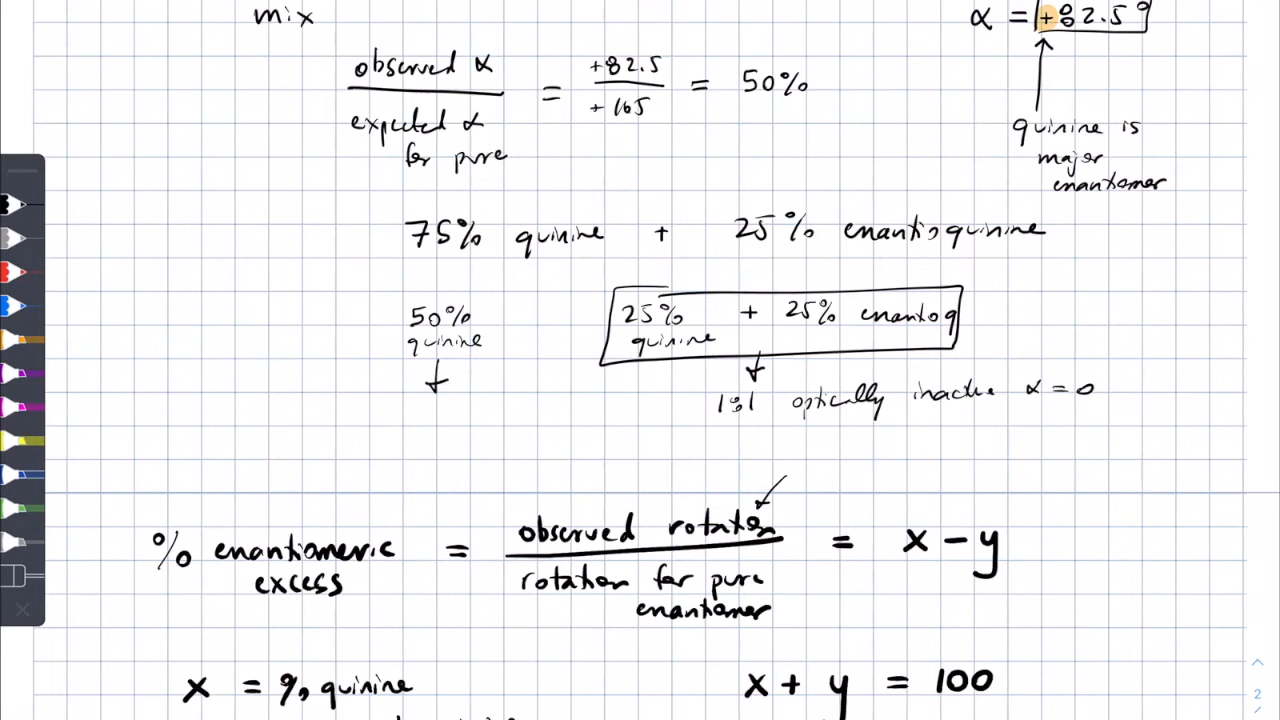 mix
α = +82.5°
observed α / expected α for pure = +82.5 / +165 = 50%
quinine is
major
enantiomer
75% quinine + 25% enantioquinine
50%
quinine
25% quinine + 25% enantoq
1:1 optically inactive α = 0
% enantiomeric excess = observed rotation / rotation for pure enantiomer = x - y
x = % quinine
x + y = 100
2